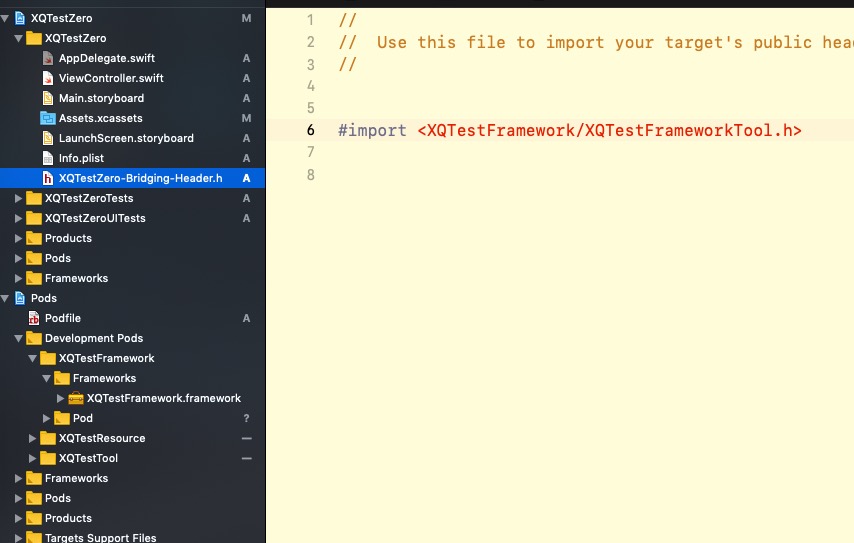 XQTestZero M
XQTestZero
AppDelegate.swift A
ViewController.swift A
Main.storyboard A
Assets.xcassets M
LaunchScreen.storyboard A
Info.plist A
h XQTestZero-Bridging-Header.h A
XQTestZeroTests A
XQTestZeroUITests A
Products
Pods
Frameworks
Pods
rb Podfile A
Development Pods
XQTestFramework
Frameworks
XQTestFramework.framework
Pod ?
XQTestResource —
XQTestTool —
Frameworks
Pods
Products
Targets Support Files
1 //
2 // Use this file to import your target's public hea
3 //
4
5
6 #import <XQTestFramework/XQTestFrameworkTool.h>
7
8